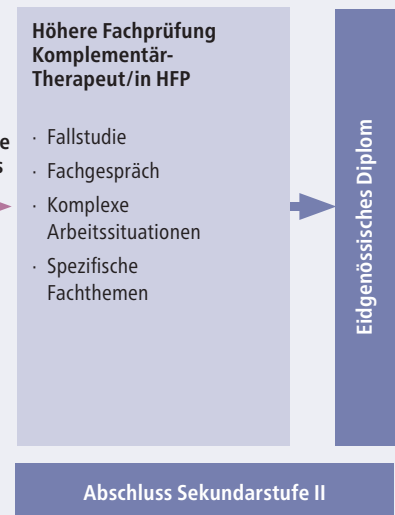 Höhere Fachprüfung
Komplementär-
Therapeut/in HFP
· Fallstudie
· Fachgespräch
· Komplexe
Arbeitssituationen
· Spezifische
Fachthemen
Eidgenössisches Diplom
Abschluss Sekundarstufe II